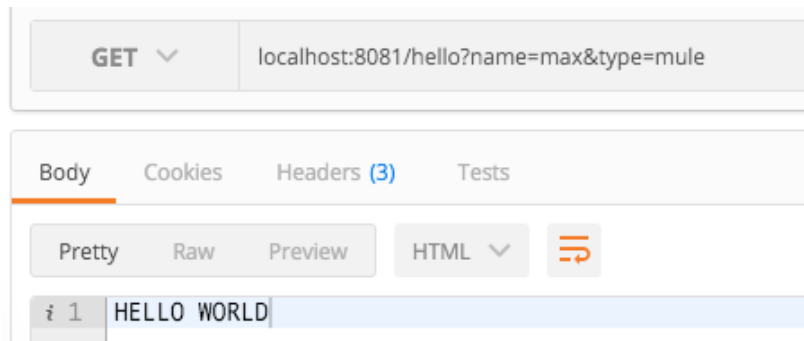 GET localhost:8081/hello?name=max&type=mule
Body Cookies Headers (3) Tests
Pretty Raw Preview HTML
i 1 HELLO WORLD